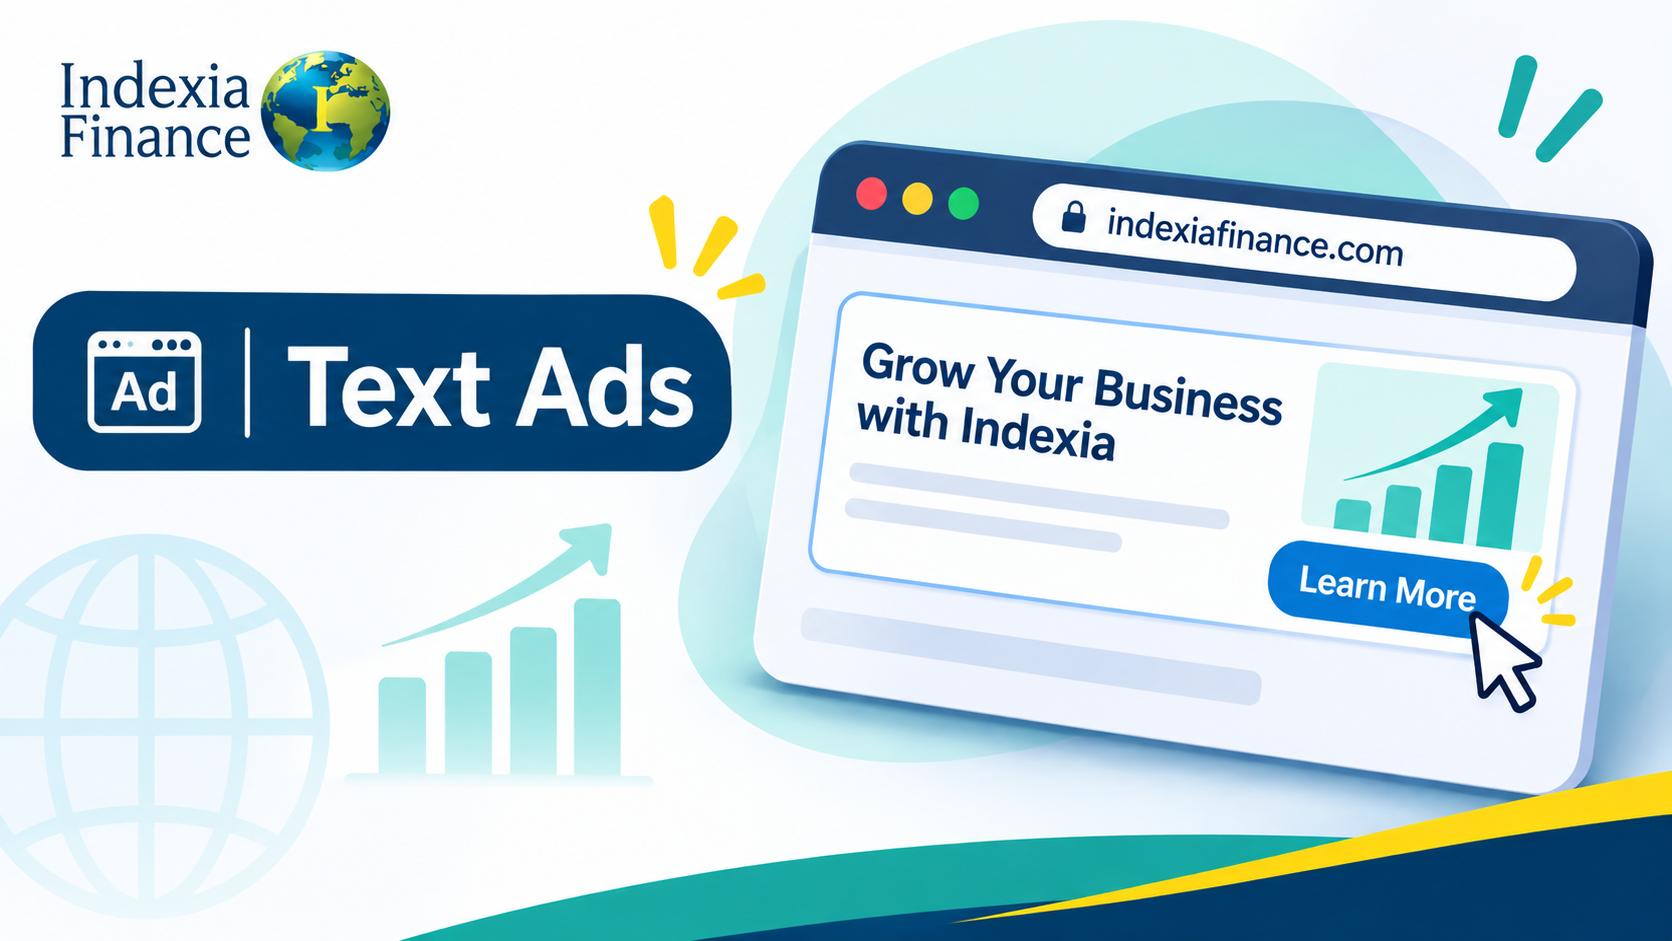 Indexia
Finance
I
Ad
Text Ads
indexiafinance.com
Grow Your Business
with Indexia
Learn More